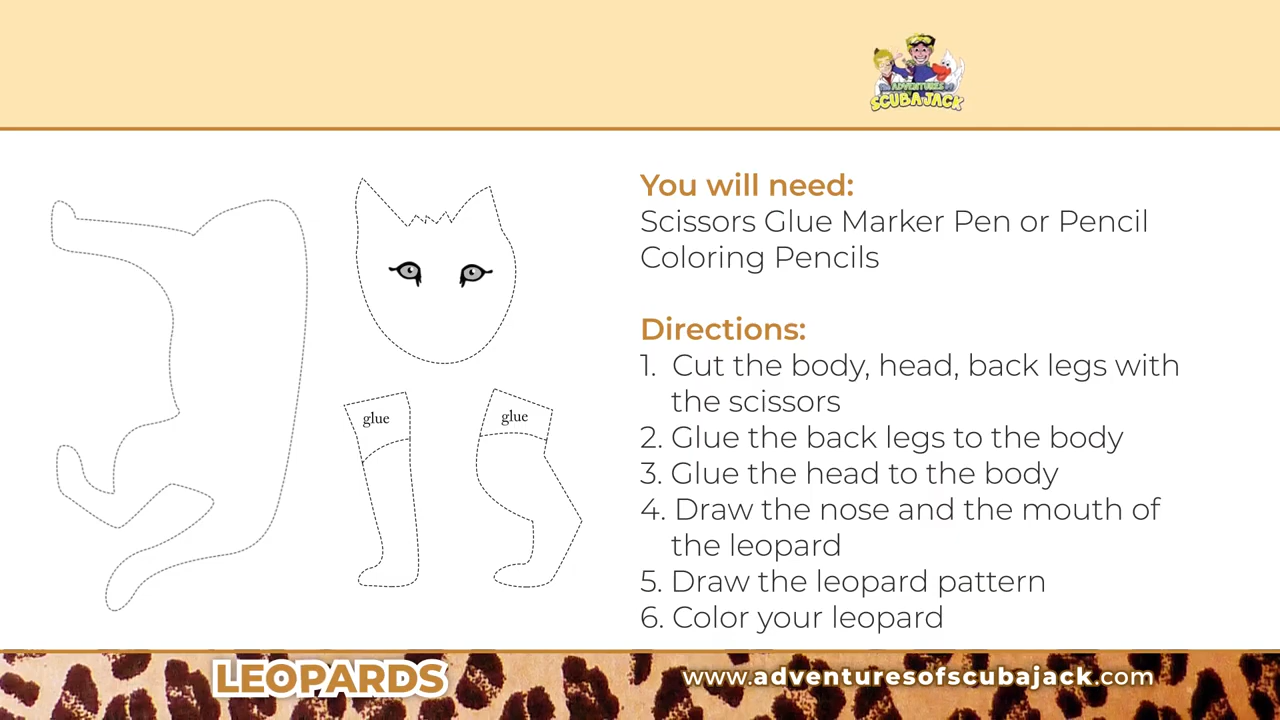 ADVENTURES OF
SCUBA JACK
You will need:
Scissors Glue Marker Pen or Pencil
Coloring Pencils
Directions:
1. Cut the body, head, back legs with
the scissors
2. Glue the back legs to the body
3. Glue the head to the body
4. Draw the nose and the mouth of
the leopard
5. Draw the leopard pattern
6. Color your leopard
glue
glue
LEOPARDS
www.adventuresofscubajack.com